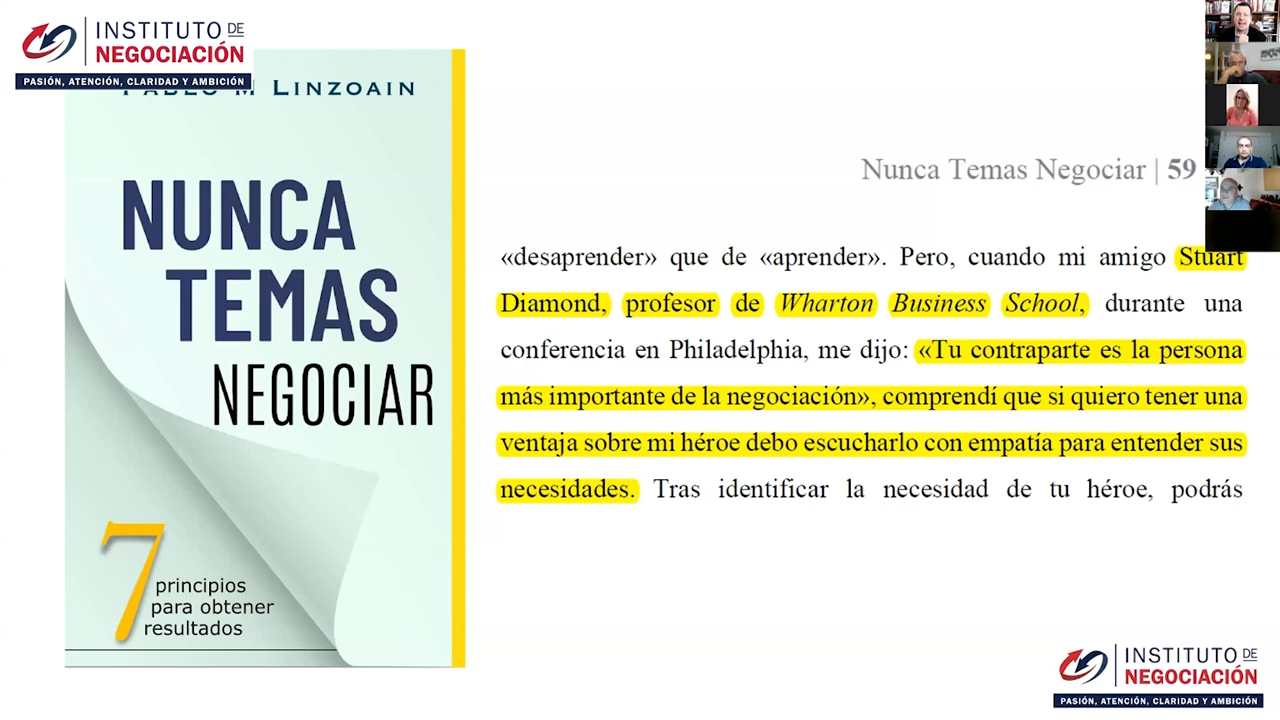 INSTITUTO DE
NEGOCIACIÓN
PASIÓN, ATENCIÓN, CLARIDAD Y AMBICIÓN
PABLO M LINZOAIN
NUNCA
TEMAS
NEGOCIAR
7
principios
para obtener
resultados
Nunca Temas Negociar | 59
«desaprender» que de «aprender». Pero, cuando mi amigo Stuart
Diamond, profesor de Wharton Business School, durante una
conferencia en Philadelphia, me dijo: «Tu contraparte es la persona
más importante de la negociación», comprendí que si quiero tener una
ventaja sobre mi héroe debo escucharlo con empatía para entender sus
necesidades. Tras identificar la necesidad de tu héroe, podrás
INSTITUTO DE
NEGOCIACIÓN
PASIÓN, ATENCIÓN, CLARIDAD Y AMBICIÓN